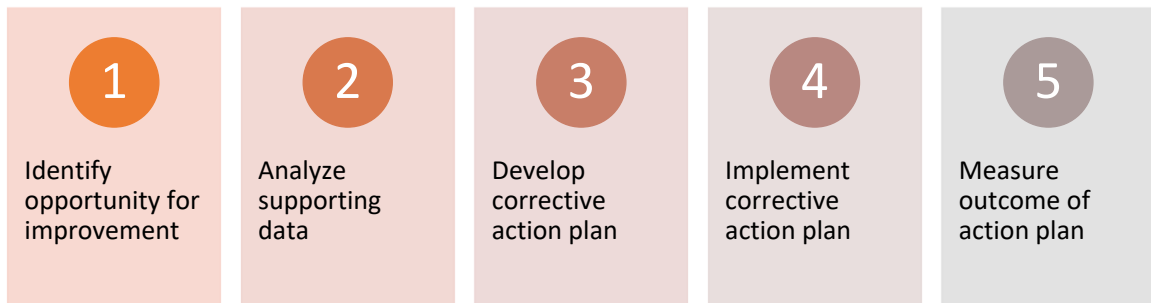 1
Identify
opportunity for
improvement
2
Analyze
supporting
data
3
Develop
corrective
action plan
4
Implement
corrective
action plan
5
Measure
outcome of
action plan